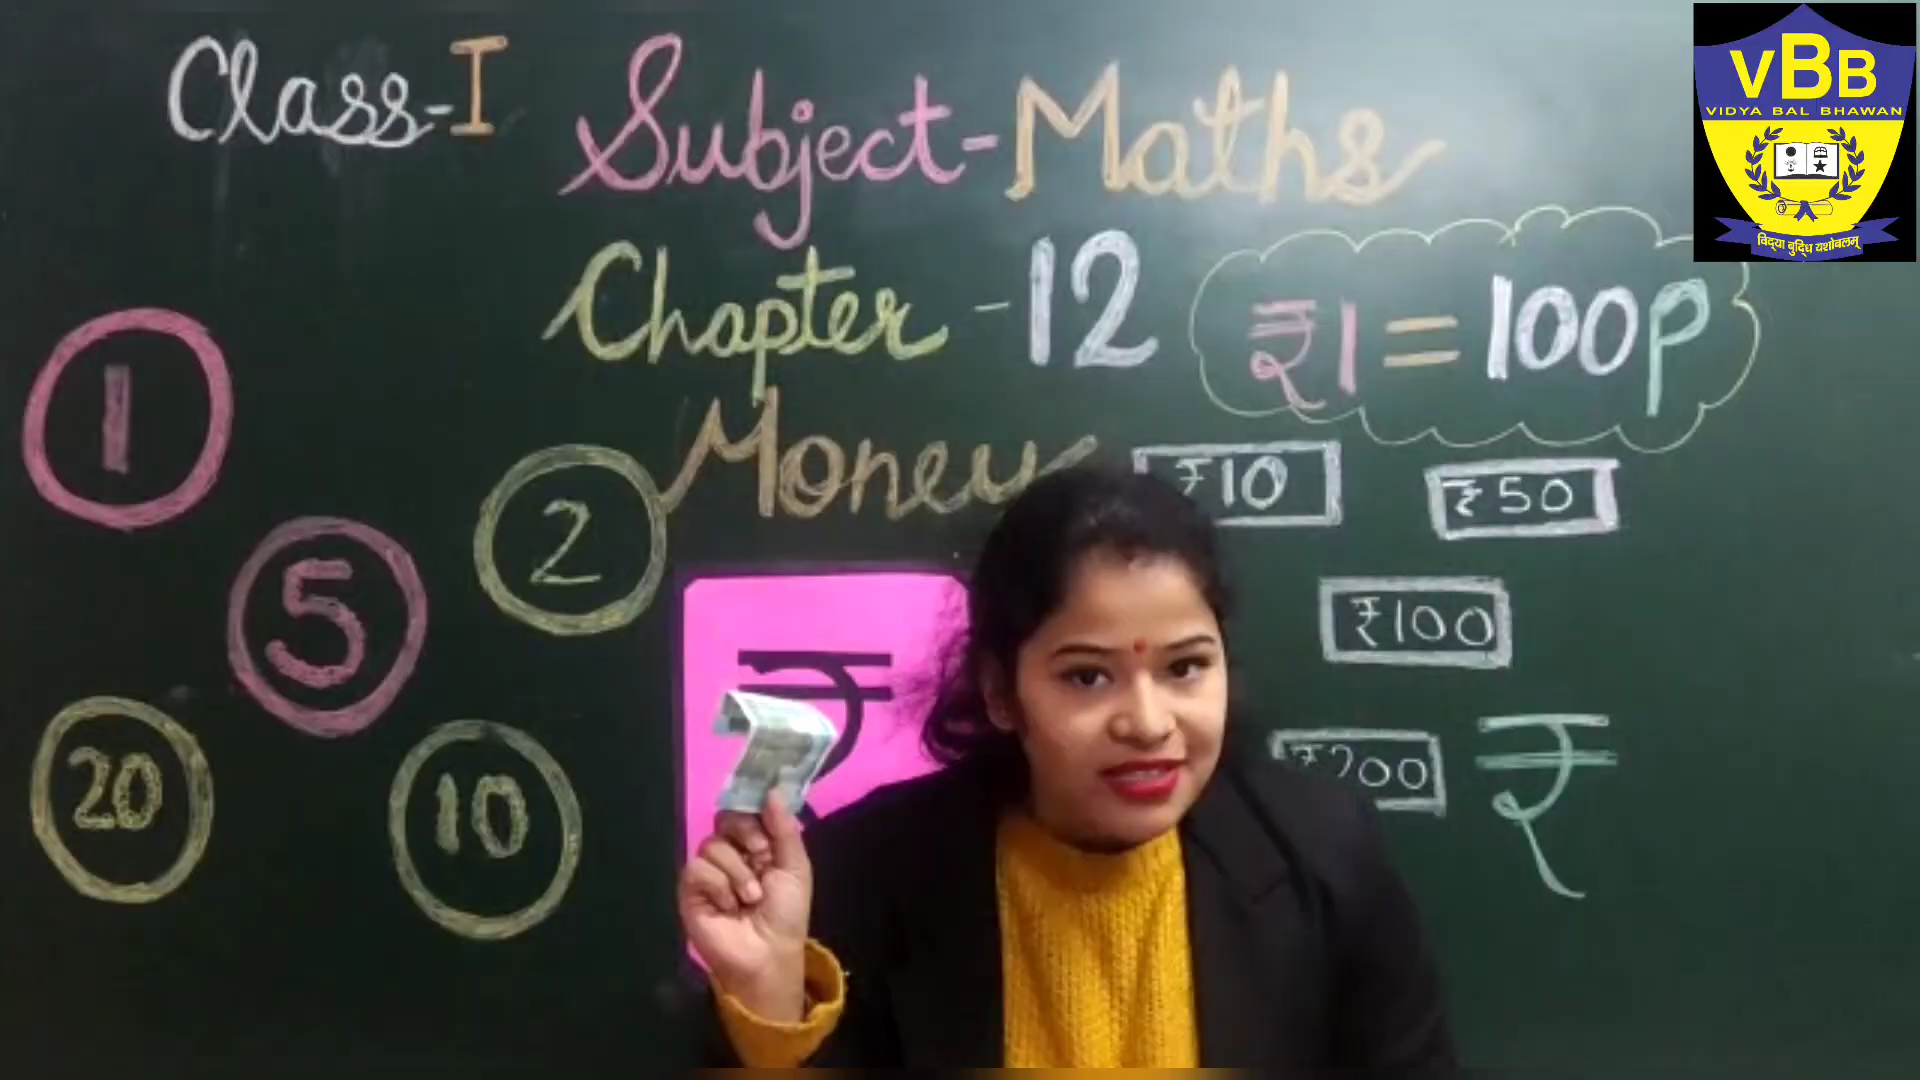 Class-I
Subject-Maths
Chapter-12
Money
₹1=100p
1
5
2
20
10
₹10
₹50
₹100
₹200
₹
₹
VBB
VIDYA BAL BHAWAN
विद्या बुद्धि यशोबलम्